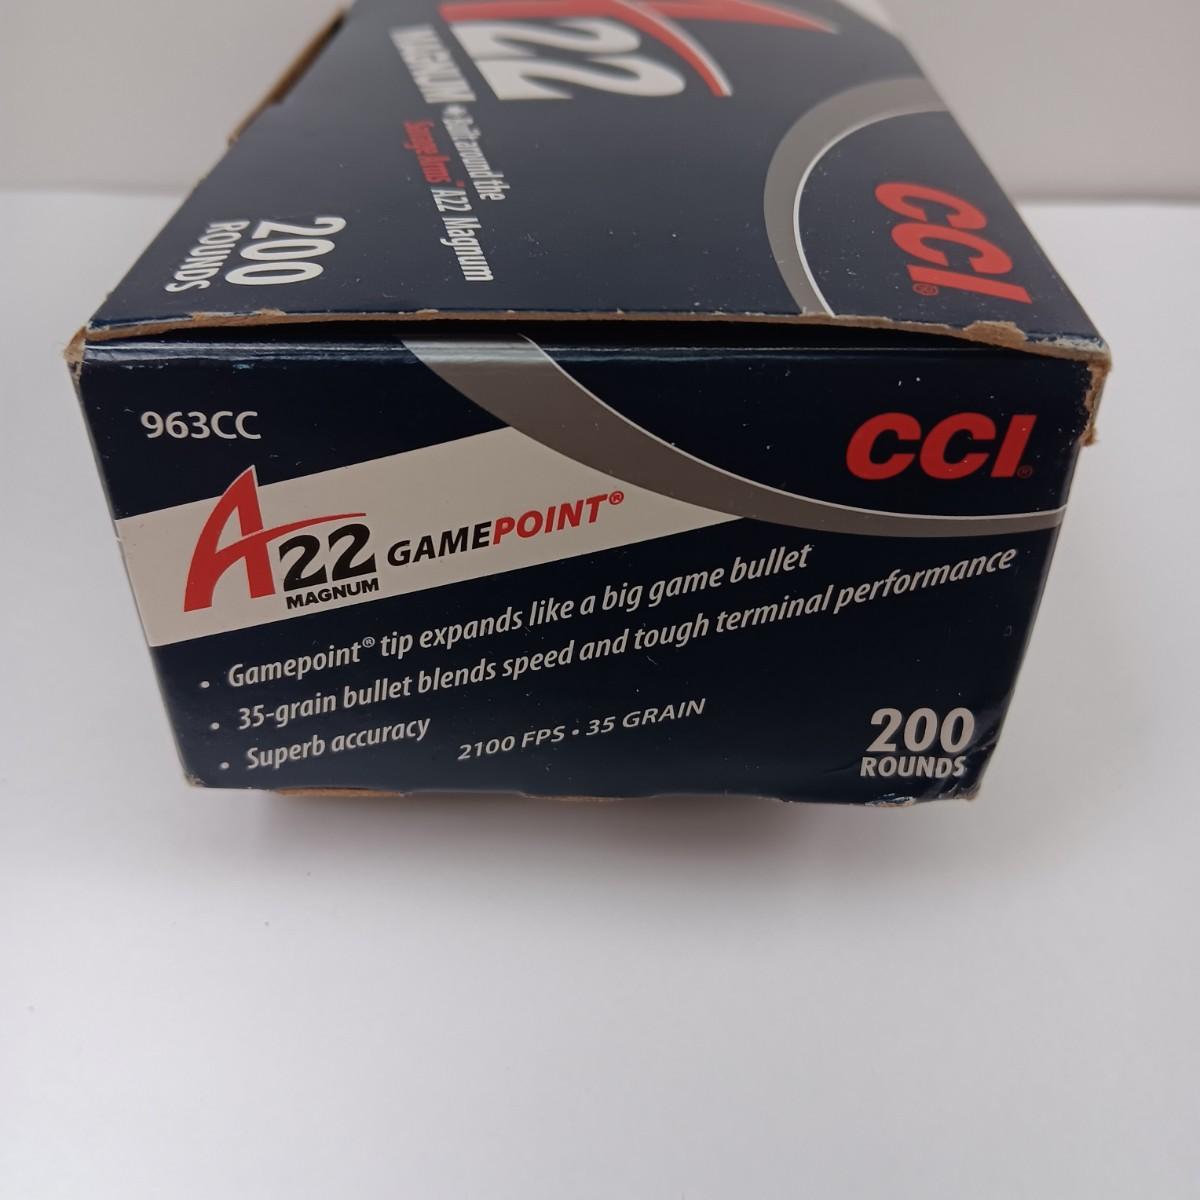 A22
MAGNUM
Built around the
Savage Arms® A22 Magnum
200
ROUNDS
CCI®
963CC
CCI®
A22
MAGNUM
GAMEPOINT®
• Gamepoint® tip expands like a big game bullet
• 35-grain bullet blends speed and tough terminal performance
• Superb accuracy
2100 FPS • 35 GRAIN
200
ROUNDS